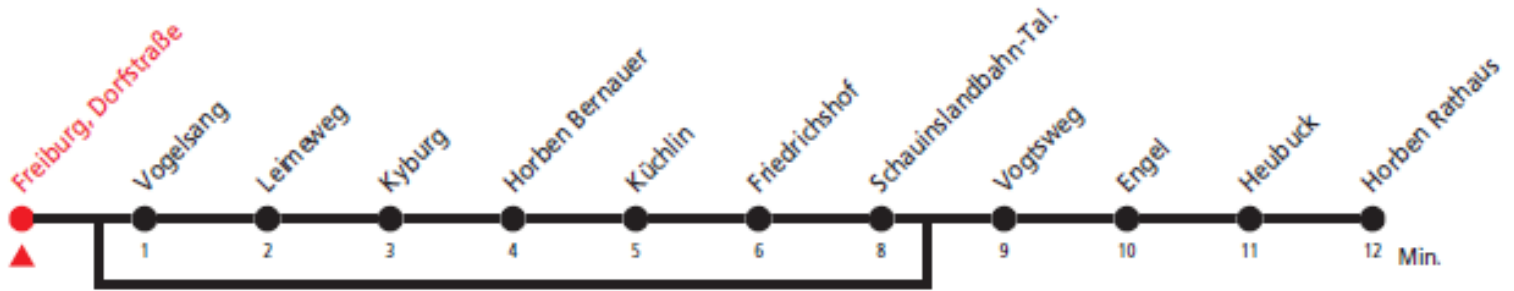 Freiburg, Dorfstraße
Vogelsang
Leimeweg
Kyburg
Horben Bernauer
Küchlin
Friedrichshof
Schauinslandbahn-Tal.
Vogtsweg
Engel
Heubuck
Horben Rathaus
1 2 3 4 5 6 8 9 10 11 12 Min.